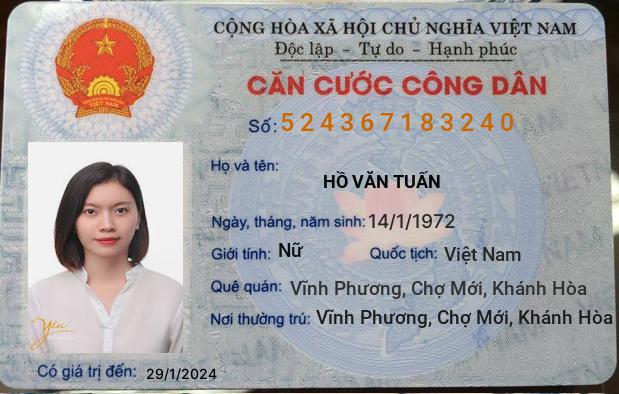 CỘNG HÒA XÃ HỘI CHỦ NGHĨA VIỆT NAM
Độc lập - Tự do - Hạnh phúc
CĂN CƯỚC CÔNG DÂN
Số: 524367183240
Họ và tên:
HỒ VĂN TUẤN
Ngày, tháng, năm sinh: 14/1/1972
Giới tính: Nữ Quốc tịch: Việt Nam
Quê quán: Vĩnh Phương, Chợ Mới, Khánh Hòa
Nơi thường trú: Vĩnh Phương, Chợ Mới, Khánh Hòa
Yêu
Có giá trị đến: 29/1/2024
VIỆT NAM